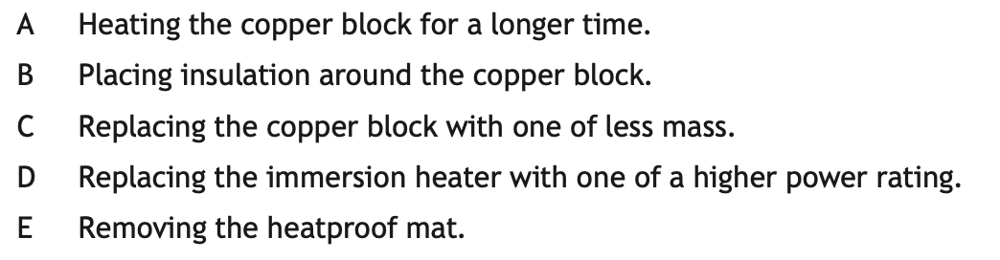 A Heating the copper block for a longer time.
B Placing insulation around the copper block.
C Replacing the copper block with one of less mass.
D Replacing the immersion heater with one of a higher power rating.
E Removing the heatproof mat.